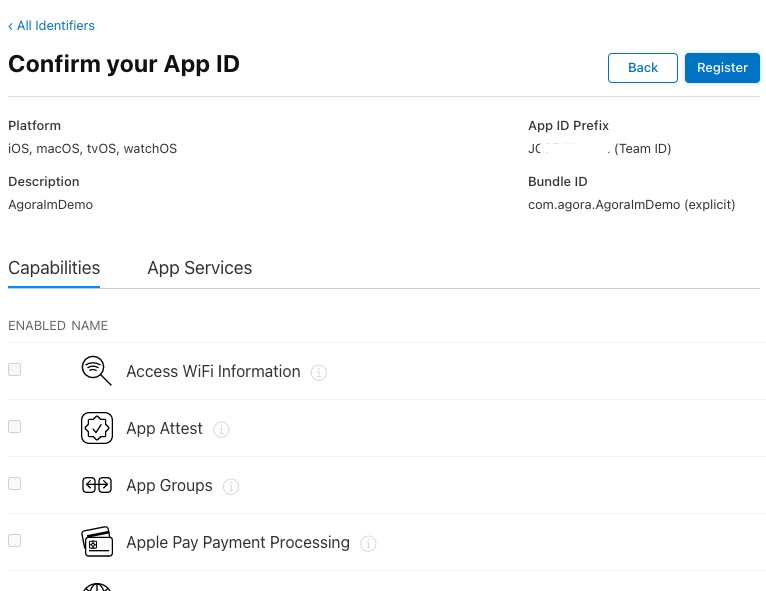 ‹ All Identifiers
Confirm your App ID
Back
Register
Platform
App ID Prefix
iOS, macOS, tvOS, watchOS
(Team ID)
Description
Bundle ID
AgoraImDemo
com.agora.AgoraImDemo (explicit)
Capabilities
App Services
ENABLED NAME
Access WiFi Information
App Attest
App Groups
Apple Pay Payment Processing